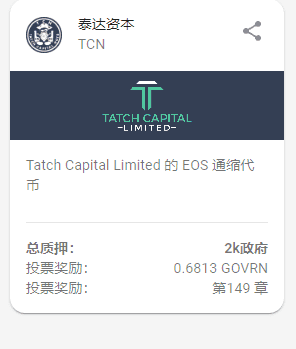 泰达资本
TCN
TATCH CAPITAL
LIMITED
Tatch Capital Limited 的 EOS 通缩代
币
总质押： 2k政府
投票奖励： 0.6813 GOVRN
投票奖励： 第149 章